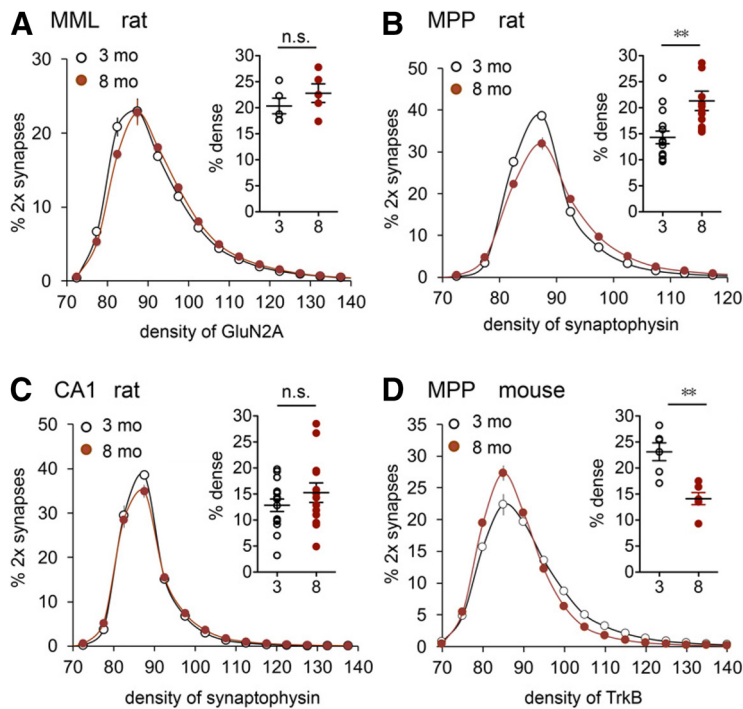 A MML rat
3 mo
8 mo
n.s.
30
25
20
15
10
5
0
% dense
3 8
30
20
10
0
% 2x synapses
70 80 90 100 110 120 130 140
density of GluN2A
B MPP rat
3 mo
8 mo
**
30
25
20
15
10
5
0
% dense
3 8
50
40
30
20
10
0
% 2x synapses
70 80 90 100 110 120
density of synaptophysin
C CA1 rat
3 mo
8 mo
n.s.
30
25
20
15
10
5
0
% dense
3 8
50
40
30
20
10
0
% 2x synapses
70 80 90 100 110 120 130 140
density of synaptophysin
D MPP mouse
3 mo
8 mo
**
30
25
20
15
10
5
0
% dense
3 8
35
30
25
20
15
10
5
0
% 2x synapses
70 80 90 100 110 120 130 140
density of TrkB